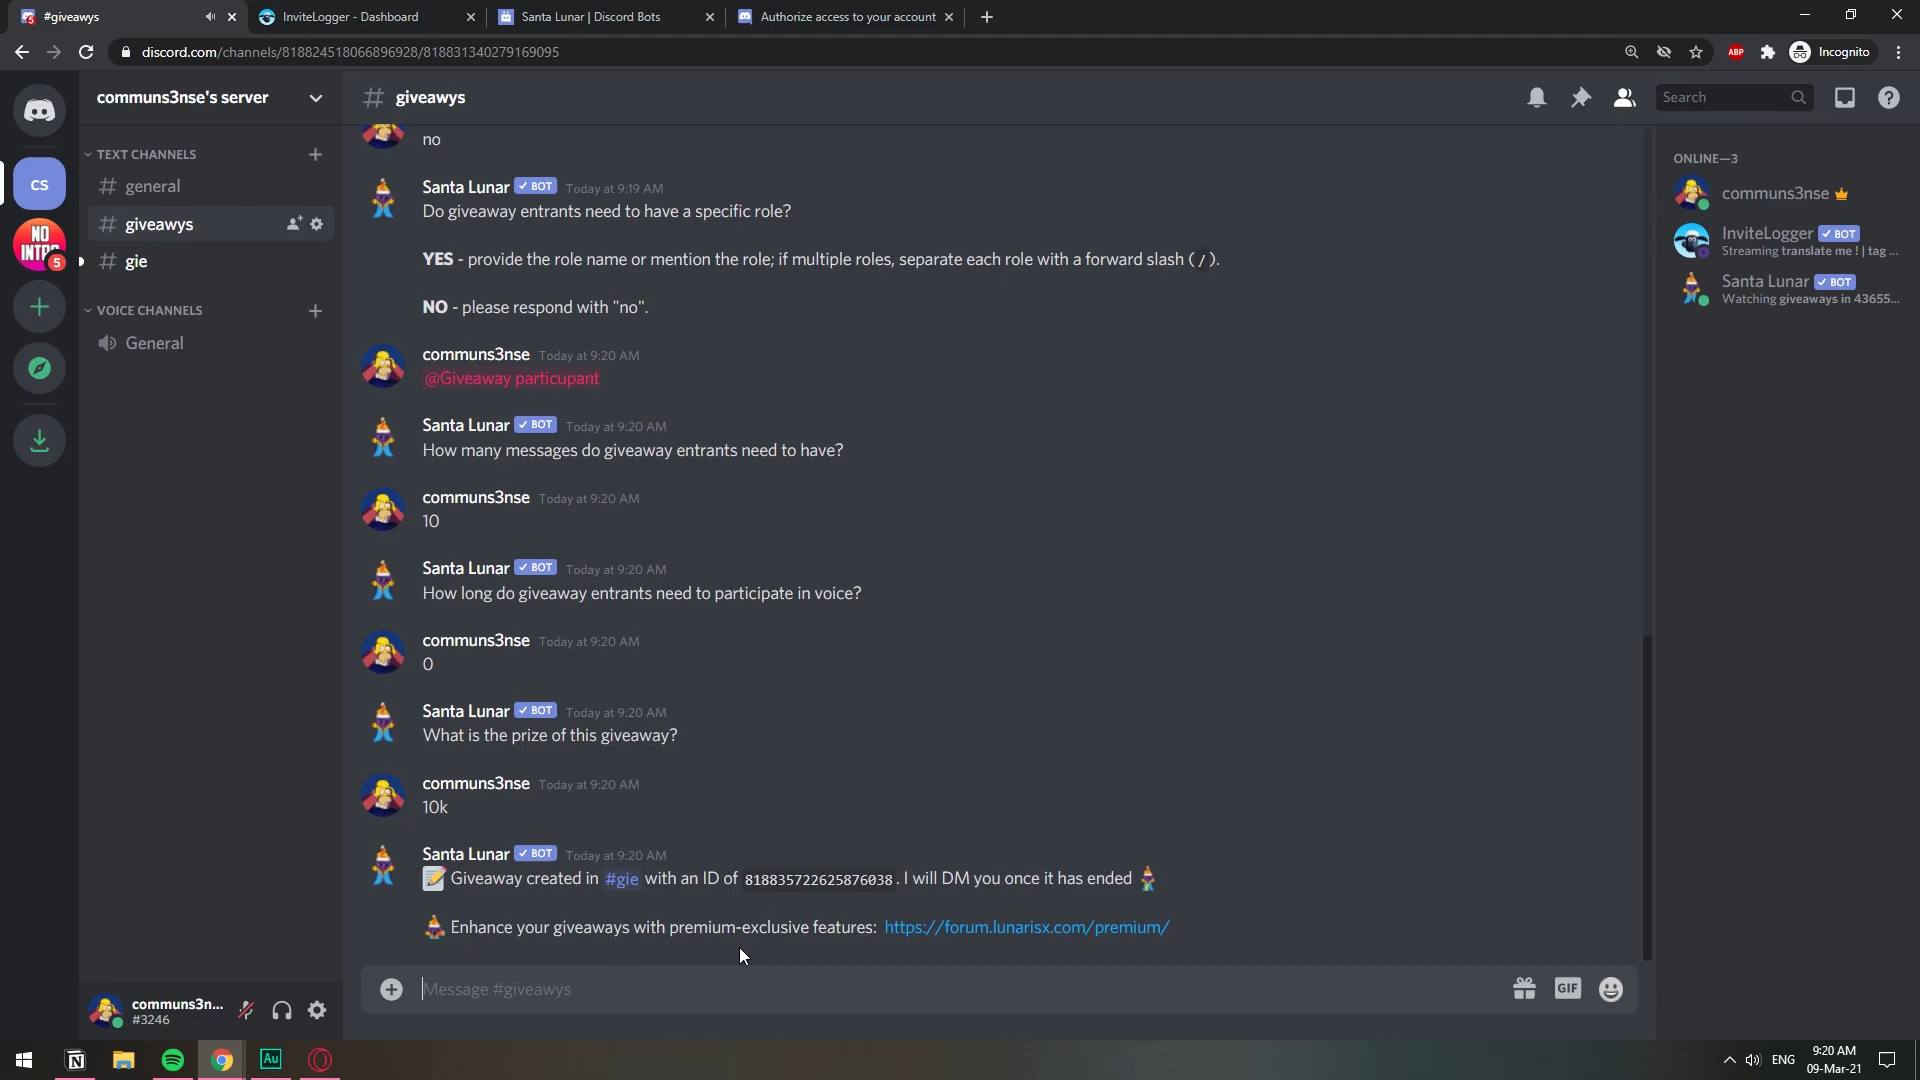 #giveawys
InviteLogger - Dashboard
Santa Lunar | Discord Bots
Authorize access to your account
discord.com/channels/818824518066896928/818831340279169095
ABP
Incognito
communs3nse's server
# giveawys
Search
TEXT CHANNELS
# general
# giveawys
# gie
VOICE CHANNELS
General
CS
NO
INTRO
5
no
Santa Lunar ✓ BOT Today at 9:19 AM
Do giveaway entrants need to have a specific role?
YES - provide the role name or mention the role; if multiple roles, separate each role with a forward slash ( / ).
NO - please respond with "no".
communs3nse Today at 9:20 AM
@Giveaway particupant
Santa Lunar ✓ BOT Today at 9:20 AM
How many messages do giveaway entrants need to have?
communs3nse Today at 9:20 AM
10
Santa Lunar ✓ BOT Today at 9:20 AM
How long do giveaway entrants need to participate in voice?
communs3nse Today at 9:20 AM
0
Santa Lunar ✓ BOT Today at 9:20 AM
What is the prize of this giveaway?
communs3nse Today at 9:20 AM
10k
Santa Lunar ✓ BOT Today at 9:20 AM
Giveaway created in #gie with an ID of 818835722625876038. I will DM you once it has ended
Enhance your giveaways with premium-exclusive features: https://forum.lunarisx.com/premium/
Message #giveawys
GIF
ONLINE—3
communs3nse
InviteLogger ✓ BOT
Streaming translate me ! | tag ...
Santa Lunar ✓ BOT
Watching giveaways in 43655...
communs3n...
#3246
Au
ENG
9:20 AM
09-Mar-21